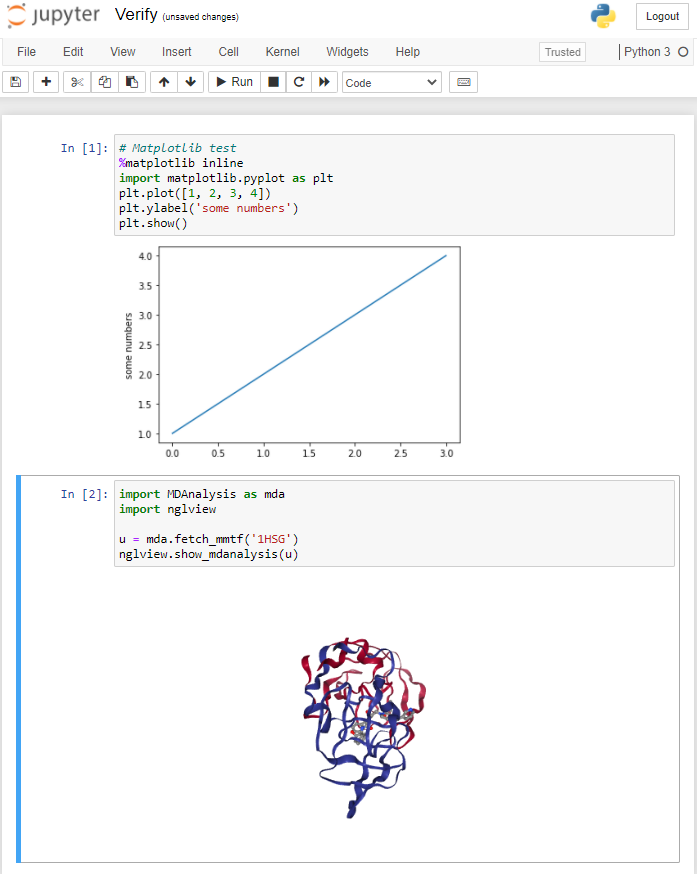 jupyter Verify (unsaved changes) Logout
File Edit View Insert Cell Kernel Widgets Help Trusted Python 3
Run Code
In [1]: # Matplotlib test
%matplotlib inline
import matplotlib.pyplot as plt
plt.plot([1, 2, 3, 4])
plt.ylabel('some numbers')
plt.show()
4.0
3.5
3.0
2.5
2.0
1.5
1.0
some numbers
0.0 0.5 1.0 1.5 2.0 2.5 3.0
In [2]: import MDAnalysis as mda
import nglview
u = mda.fetch_mmtf('1HSG')
nglview.show_mdanalysis(u)